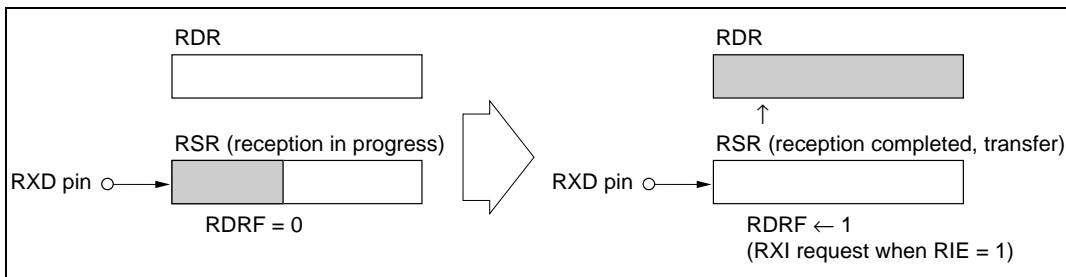 RDR
RSR (reception in progress)
RXD pin
RDRF = 0
RDR
↑
RSR (reception completed, transfer)
RXD pin
RDRF ← 1
(RXI request when RIE = 1)